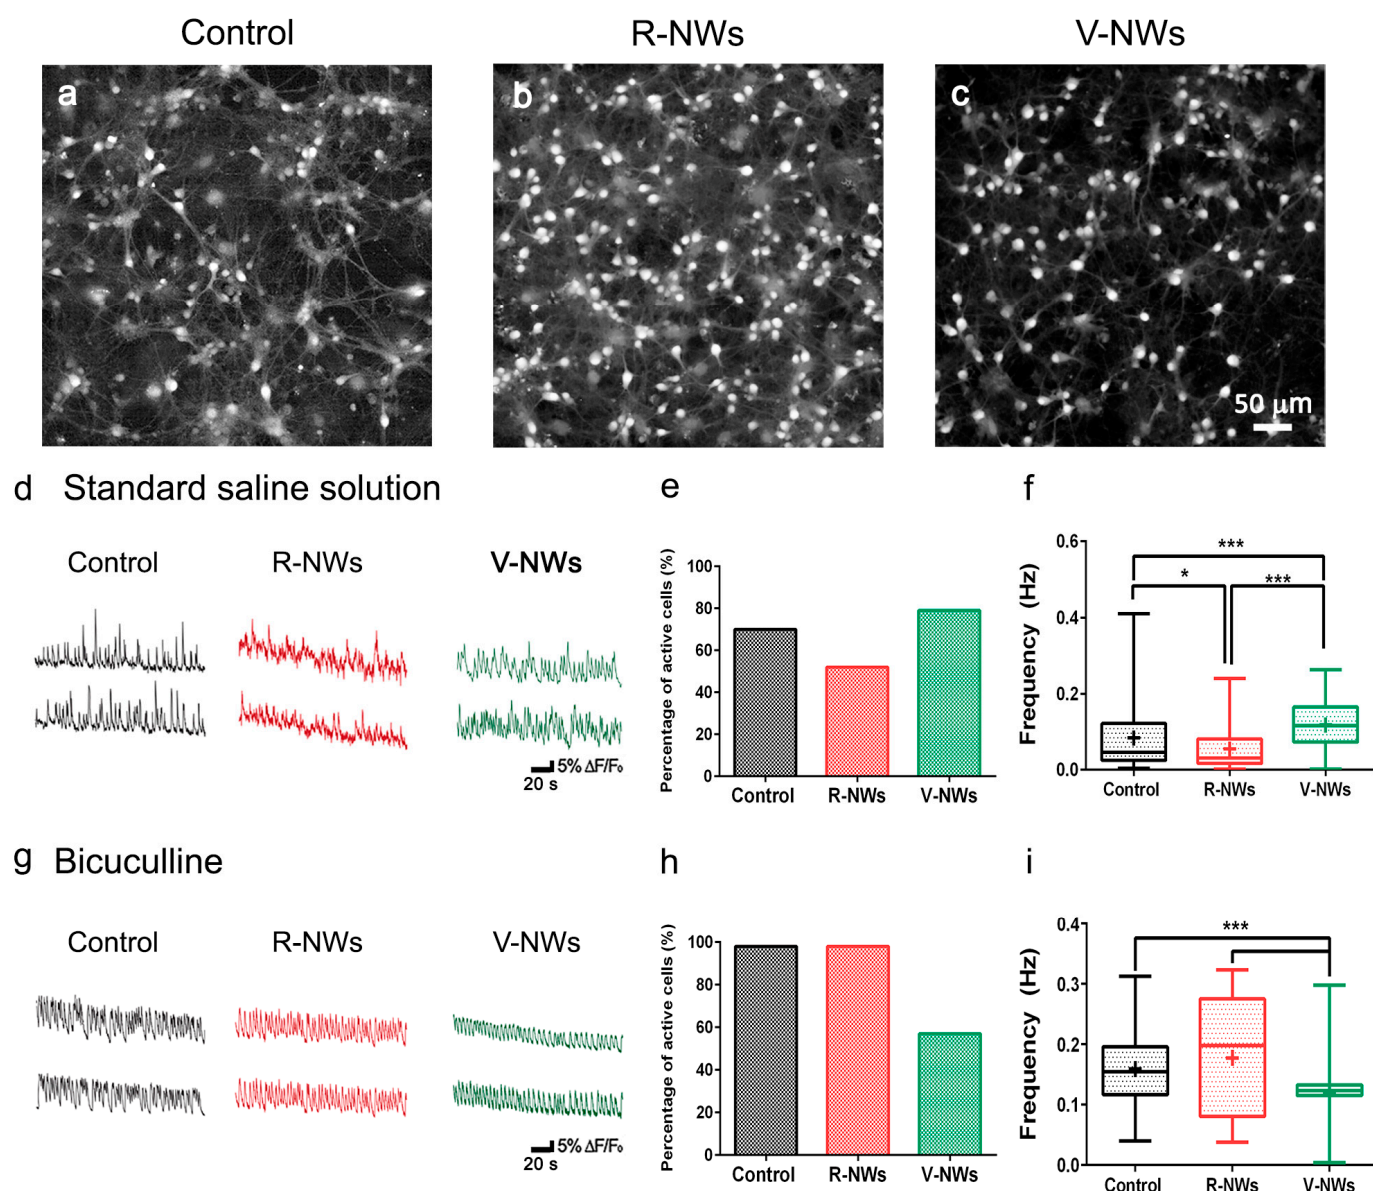 Control R-NWs V-NWs
a b c
50 µm
d Standard saline solution e f
Control R-NWs V-NWs
5% ΔF/F₀
20 s
Percentage of active cells (%)
100
80
60
40
20
0
Control R-NWs V-NWs
Frequency (Hz)
0.6
0.4
0.2
0.0
***
* ***
Control R-NWs V-NWs
g Bicuculline h i
Control R-NWs V-NWs
5% ΔF/F₀
20 s
Percentage of active cells (%)
100
80
60
40
20
0
Control R-NWs V-NWs
Frequency (Hz)
0.4
0.3
0.2
0.1
0.0
***
Control R-NWs V-NWs